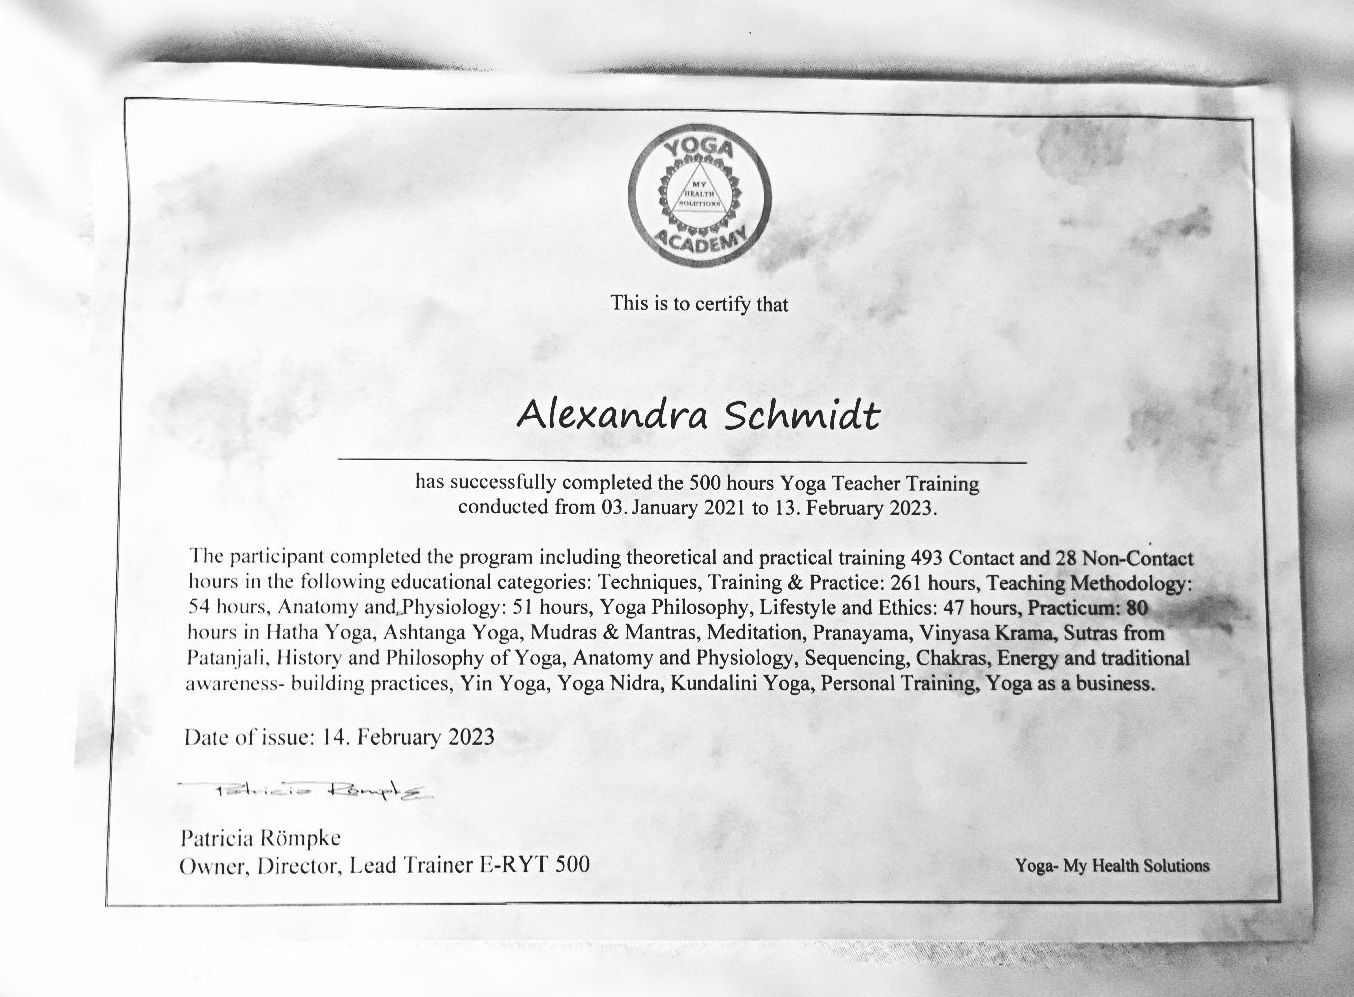 YOGA
MY
HEALTH
SOLUTIONS
ACADEMY
This is to certify that
Alexandra Schmidt
has successfully completed the 500 hours Yoga Teacher Training
conducted from 03. January 2021 to 13. February 2023.
The participant completed the program including theoretical and practical training 493 Contact and 28 Non-Contact
hours in the following educational categories: Techniques, Training & Practice: 261 hours, Teaching Methodology:
54 hours, Anatomy and Physiology: 51 hours, Yoga Philosophy, Lifestyle and Ethics: 47 hours, Practicum: 80
hours in Hatha Yoga, Ashtanga Yoga, Mudras & Mantras, Meditation, Pranayama, Vinyasa Krama, Sutras from
Patanjali, History and Philosophy of Yoga, Anatomy and Physiology, Sequencing, Chakras, Energy and traditional
awareness- building practices, Yin Yoga, Yoga Nidra, Kundalini Yoga, Personal Training, Yoga as a business.
Date of issue: 14. February 2023
Patricia Römpke
Patricia Römpke
Owner, Director, Lead Trainer E-RYT 500
Yoga- My Health Solutions